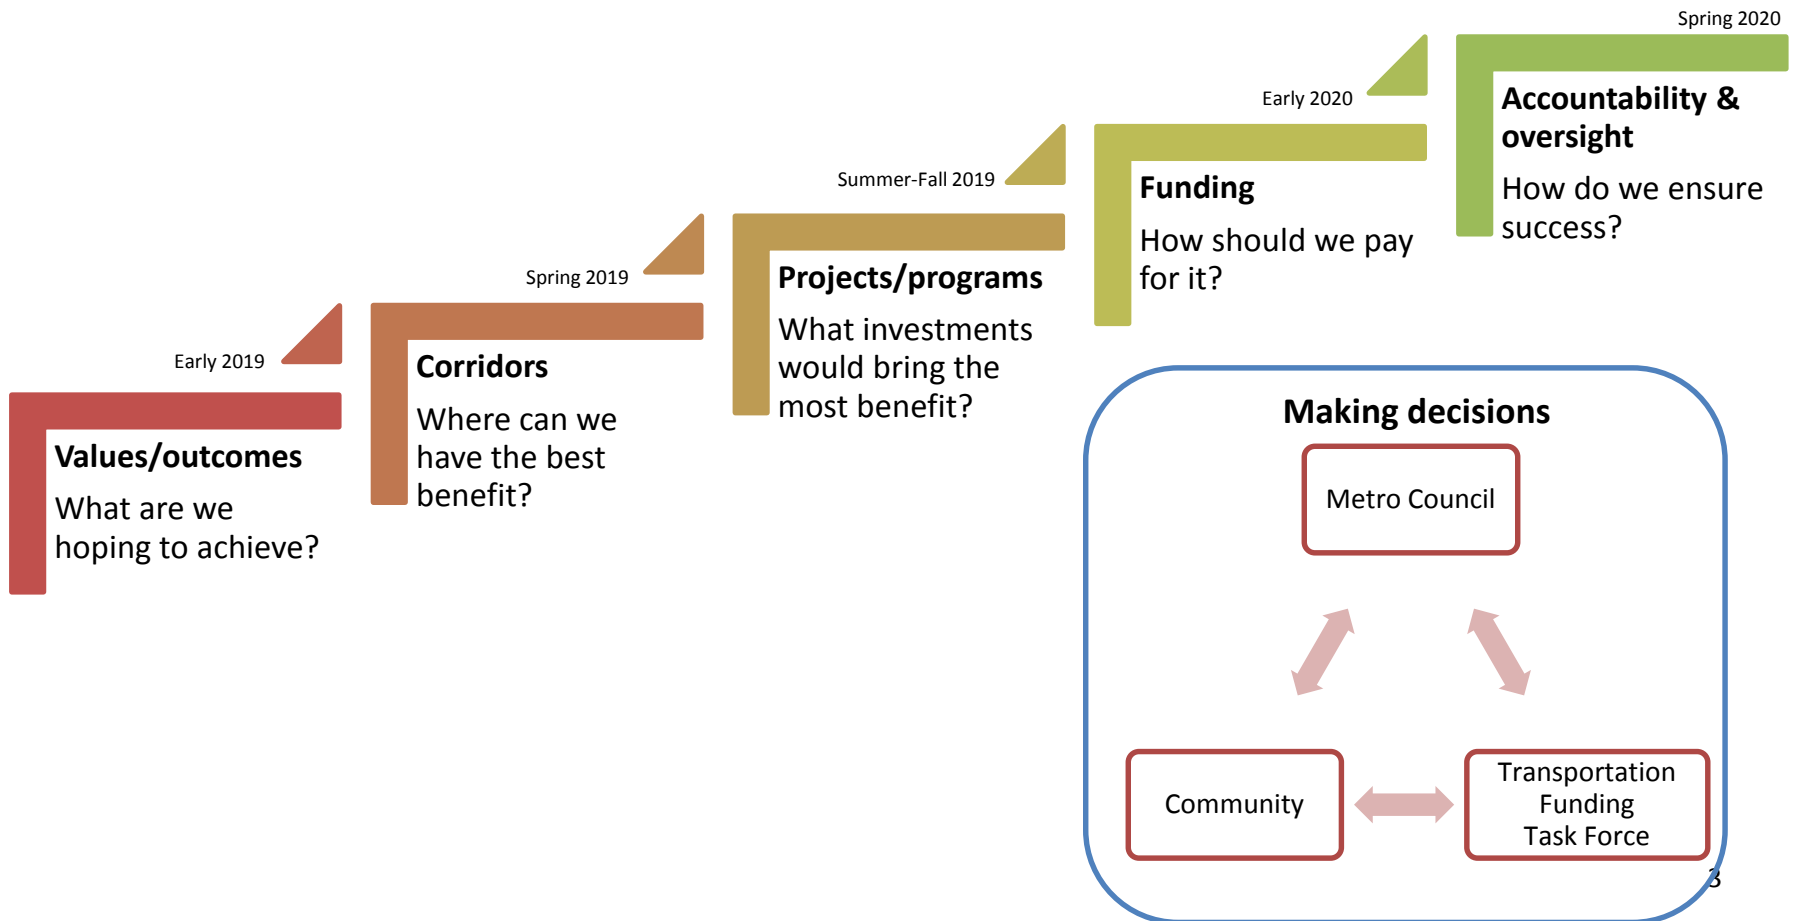 Early 2019
Values/outcomes
What are we
hoping to achieve?
Spring 2019
Corridors
Where can we
have the best
benefit?
Summer-Fall 2019
Projects/programs
What investments
would bring the
most benefit?
Early 2020
Funding
How should we pay
for it?
Spring 2020
Accountability &
oversight
How do we ensure
success?
Making decisions
Metro Council
Community
Transportation
Funding
Task Force
3